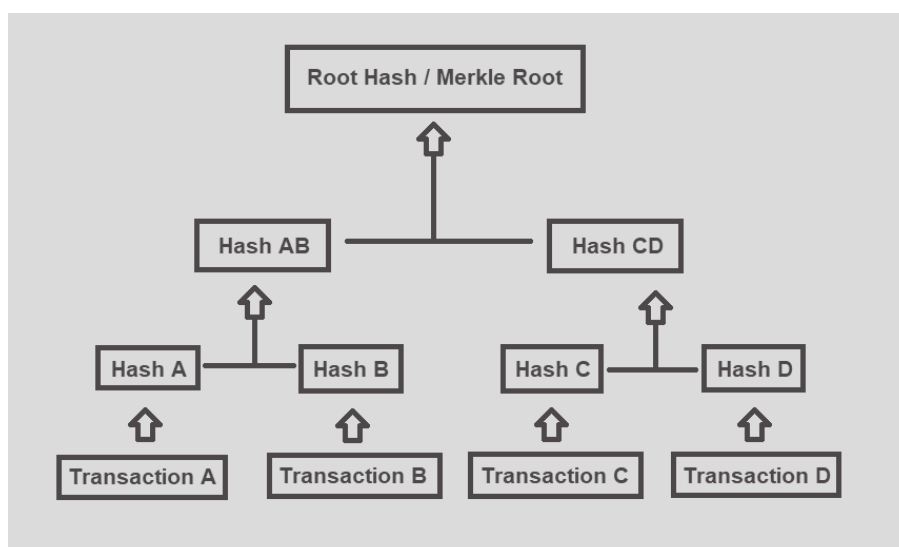 Root Hash / Merkle Root
Hash AB
Hash CD
Hash A
Hash B
Hash C
Hash D
Transaction A
Transaction B
Transaction C
Transaction D